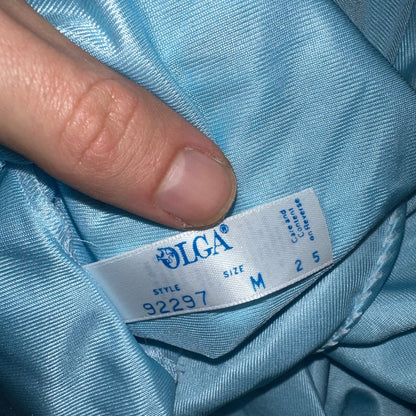 OLGA®
STYLE SIZE
92297 M 2 5
Care and
Content
on Reverse